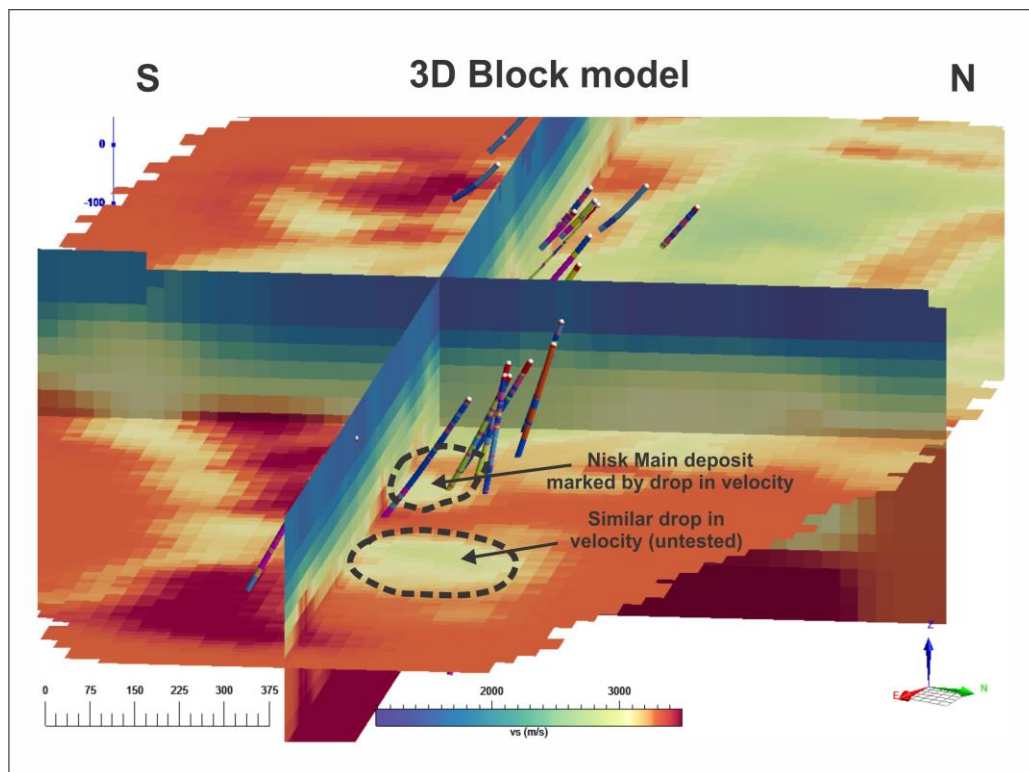 S 3D Block model N
0
-100
Nisk Main deposit
marked by drop in velocity
Similar drop in
velocity (untested)
Z
E N
0 75 150 225 300 375
2000 3000
vs (m/s)